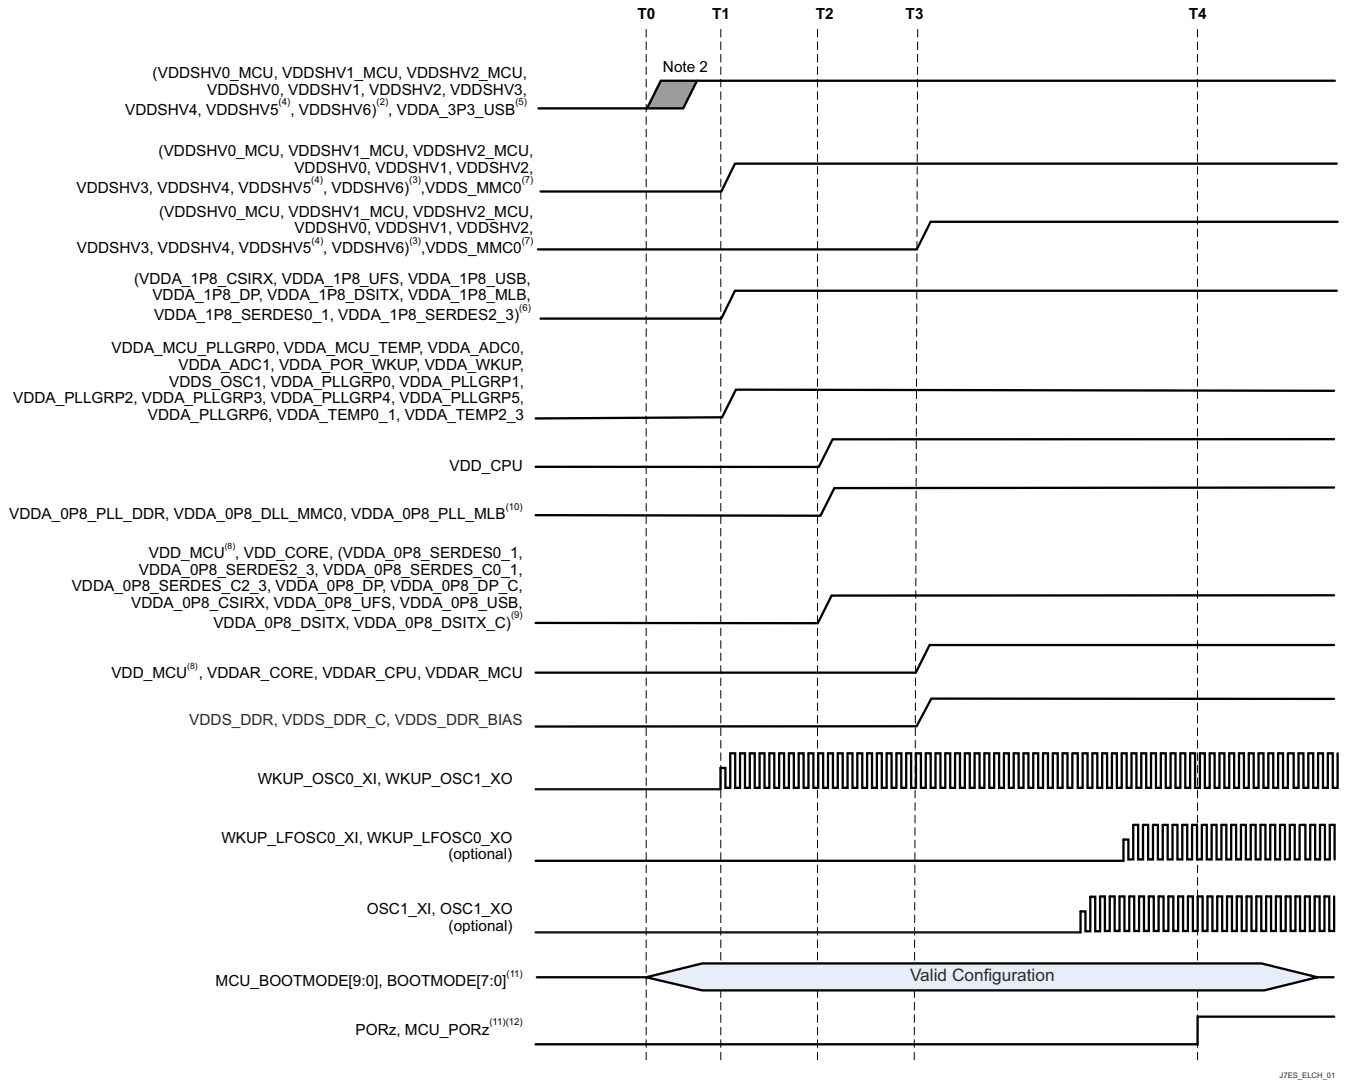 T0 T1 T2 T3 T4
Note 2
(VDDSHV0_MCU, VDDSHV1_MCU, VDDSHV2_MCU,
VDDSHV0, VDDSHV1, VDDSHV2, VDDSHV3,
VDDSHV4, VDDSHV5(4), VDDSHV6)(2), VDDA_3P3_USB(5)
(VDDSHV0_MCU, VDDSHV1_MCU, VDDSHV2_MCU,
VDDSHV0, VDDSHV1, VDDSHV2,
VDDSHV3, VDDSHV4, VDDSHV5(4), VDDSHV6)(3),VDDS_MMC0(7)
(VDDSHV0_MCU, VDDSHV1_MCU, VDDSHV2_MCU,
VDDSHV0, VDDSHV1, VDDSHV2,
VDDSHV3, VDDSHV4, VDDSHV5(4), VDDSHV6)(3),VDDS_MMC0(7)
(VDDA_1P8_CSIRX, VDDA_1P8_UFS, VDDA_1P8_USB,
VDDA_1P8_DP, VDDA_1P8_DSITX, VDDA_1P8_MLB,
VDDA_1P8_SERDES0_1, VDDA_1P8_SERDES2_3)(6)
VDDA_MCU_PLLGRP0, VDDA_MCU_TEMP, VDDA_ADC0,
VDDA_ADC1, VDDA_POR_WKUP, VDDA_WKUP,
VDDS_OSC1, VDDA_PLLGRP0, VDDA_PLLGRP1,
VDDA_PLLGRP2, VDDA_PLLGRP3, VDDA_PLLGRP4, VDDA_PLLGRP5,
VDDA_PLLGRP6, VDDA_TEMP0_1, VDDA_TEMP2_3
VDD_CPU
VDDA_0P8_PLL_DDR, VDDA_0P8_DLL_MMC0, VDDA_0P8_PLL_MLB(10)
VDD_MCU(8), VDD_CORE, (VDDA_0P8_SERDES0_1,
VDDA_0P8_SERDES2_3, VDDA_0P8_SERDES_C0_1,
VDDA_0P8_SERDES_C2_3, VDDA_0P8_DP, VDDA_0P8_DP_C,
VDDA_0P8_CSIRX, VDDA_0P8_UFS, VDDA_0P8_USB,
VDDA_0P8_DSITX, VDDA_0P8_DSITX_C)(9)
VDD_MCU(8), VDDAR_CORE, VDDAR_CPU, VDDAR_MCU
VDDS_DDR, VDDS_DDR_C, VDDS_DDR_BIAS
WKUP_OSC0_XI, WKUP_OSC1_XO
WKUP_LFOSC0_XI, WKUP_LFOSC0_XO
(optional)
OSC1_XI, OSC1_XO
(optional)
MCU_BOOTMODE[9:0], BOOTMODE[7:0](11)
Valid Configuration
PORz, MCU_PORz(11)(12)
J7ES_ELCH_01